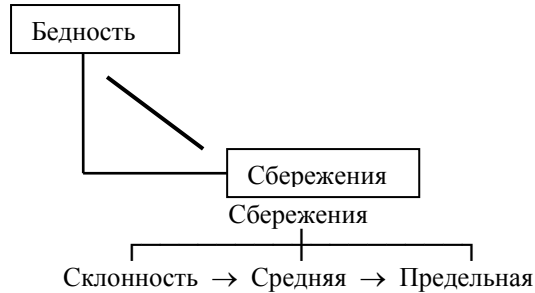 Бедность
Сбережения
Сбережения
Склонность → Средняя → Предельная